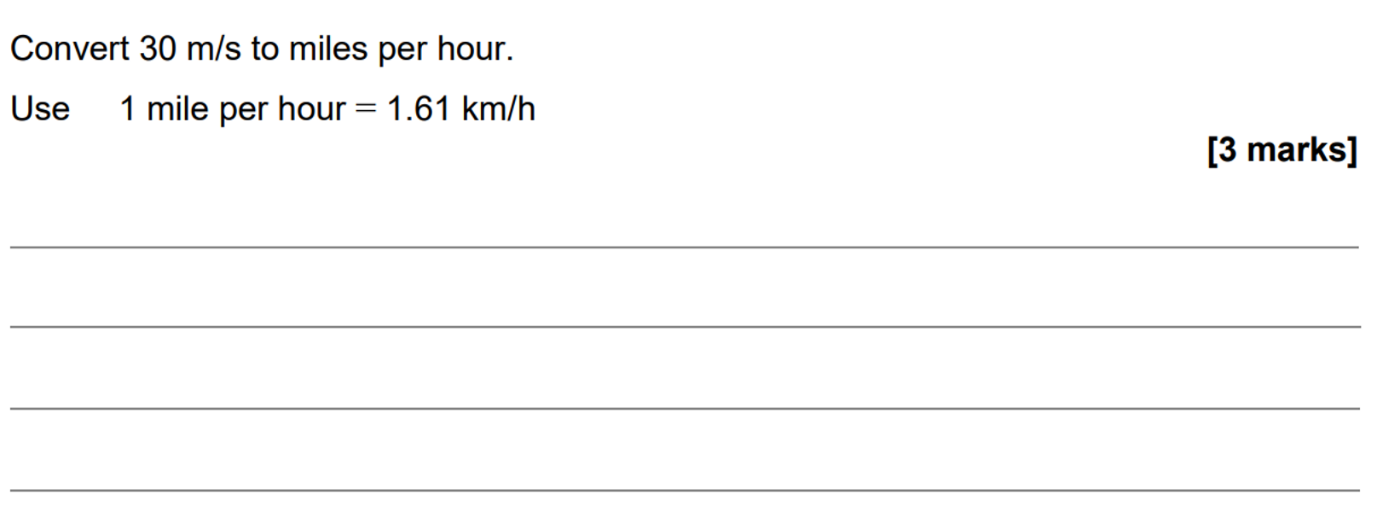 Convert 30 m/s to miles per hour.
Use 1 mile per hour = 1.61 km/h
[3 marks]